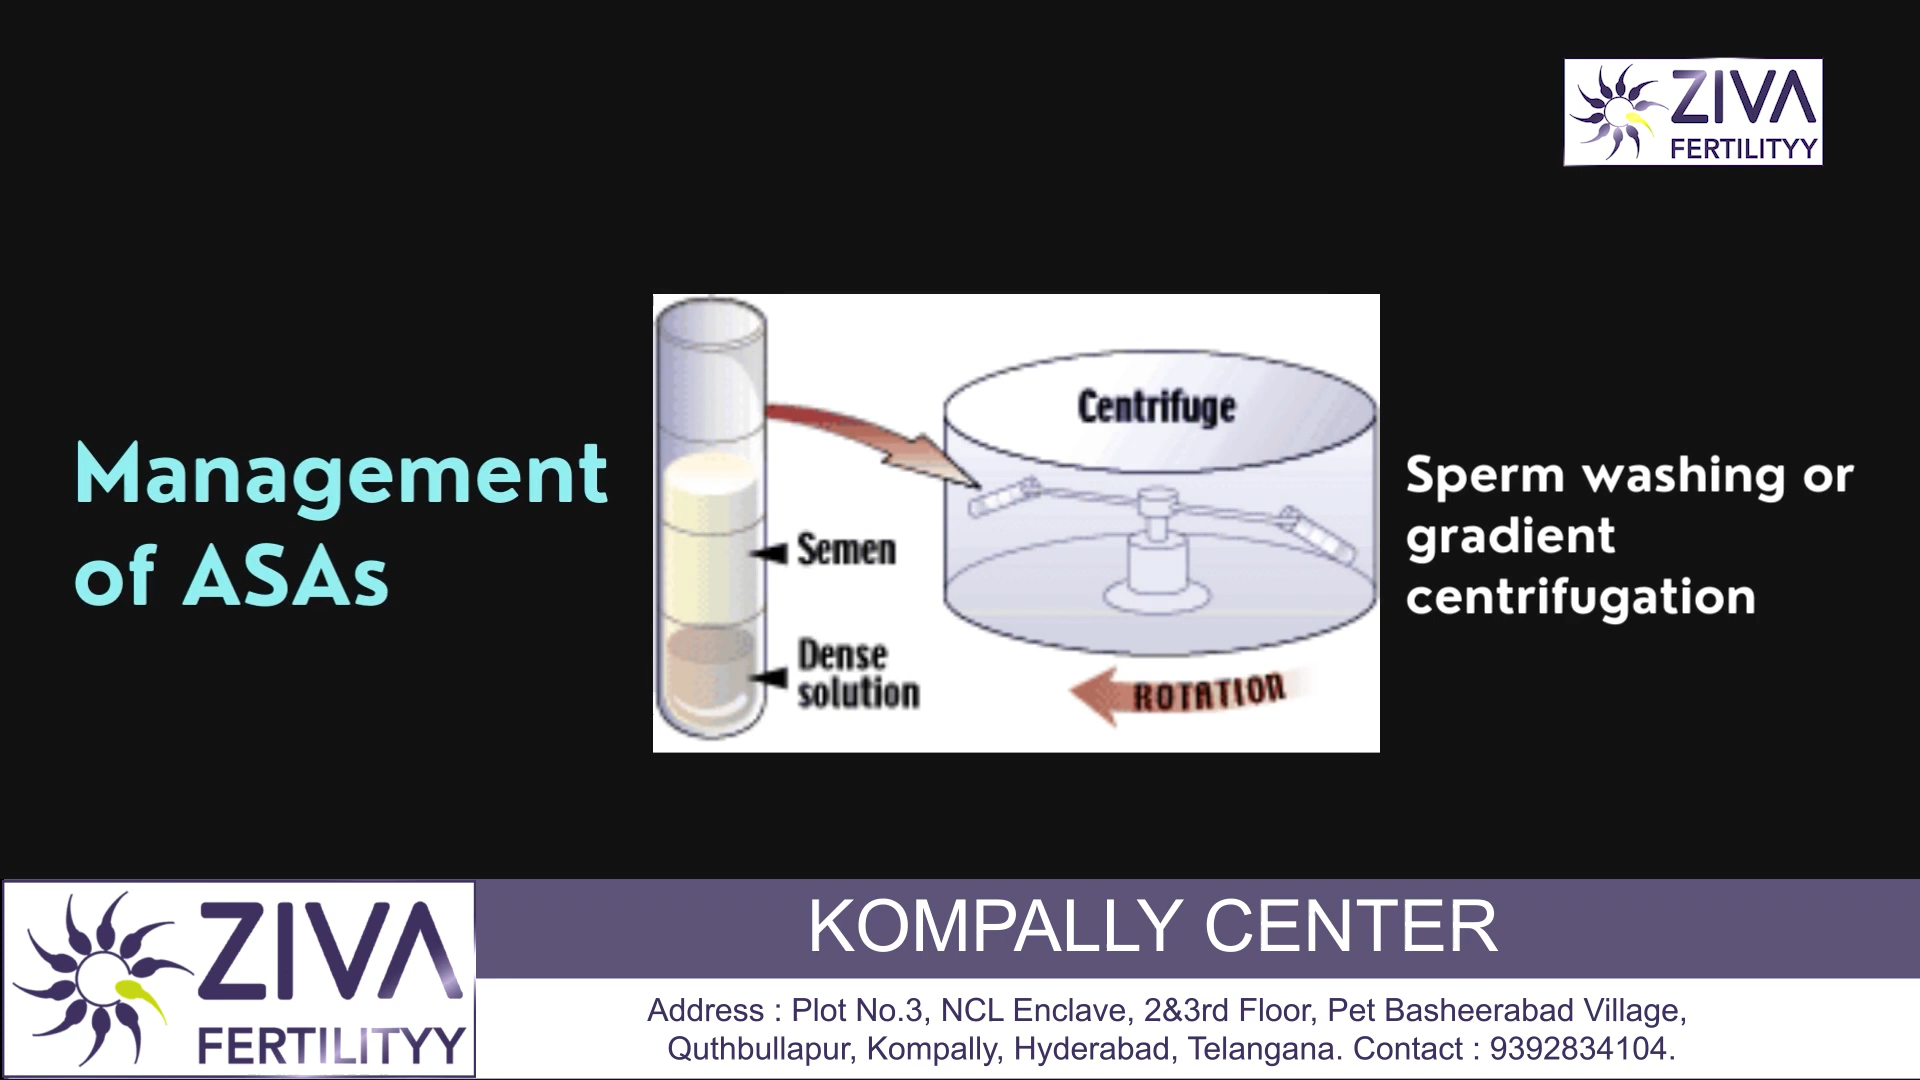 ZIVA
FERTILITYY
Management
of ASAs
Centrifuge
Semen
Dense
solution
ROTATION
Sperm washing or
gradient
centrifugation
ZIVA
FERTILITYY
KOMPALLY CENTER
Address : Plot No.3, NCL Enclave, 2&3rd Floor, Pet Basheerabad Village,
Quthbullapur, Kompally, Hyderabad, Telangana. Contact : 9392834104.